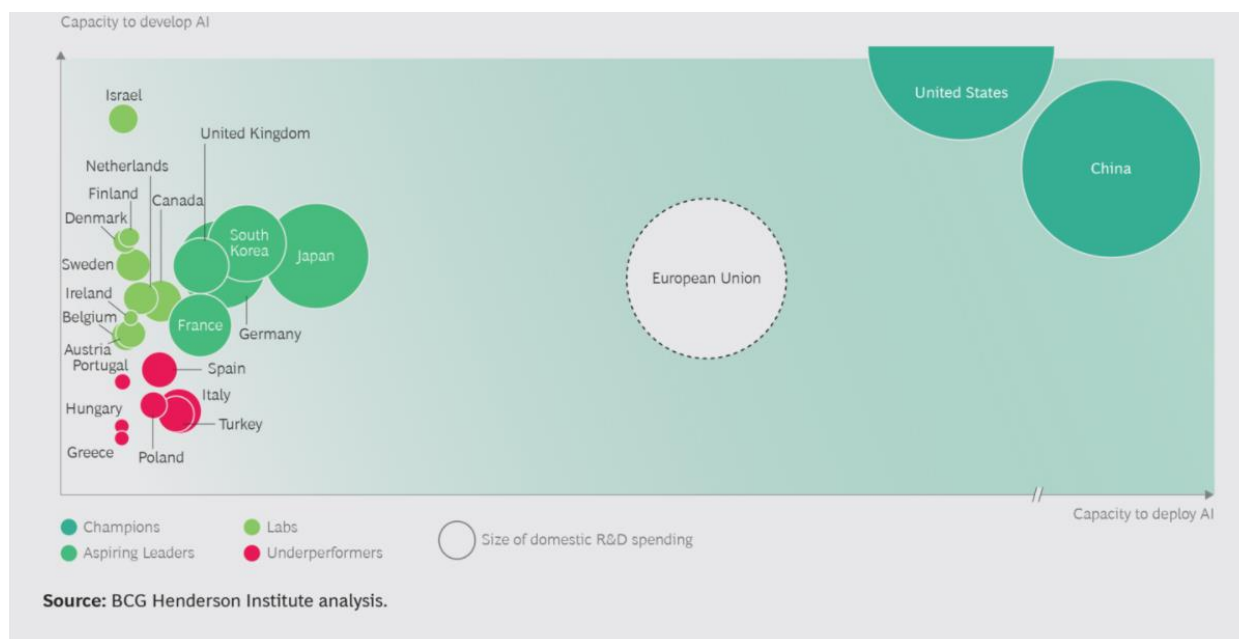 Capacity to develop AI
Israel
United States
United Kingdom
China
Netherlands
Finland
Canada
Denmark
South
Korea
Japan
Sweden
European Union
Ireland
Belgium
France
Germany
Austria
Portugal
Spain
Italy
Hungary
Turkey
Greece
Poland
Capacity to deploy AI
Champions
Labs
Size of domestic R&D spending
Aspiring Leaders
Underperformers
Source: BCG Henderson Institute analysis.